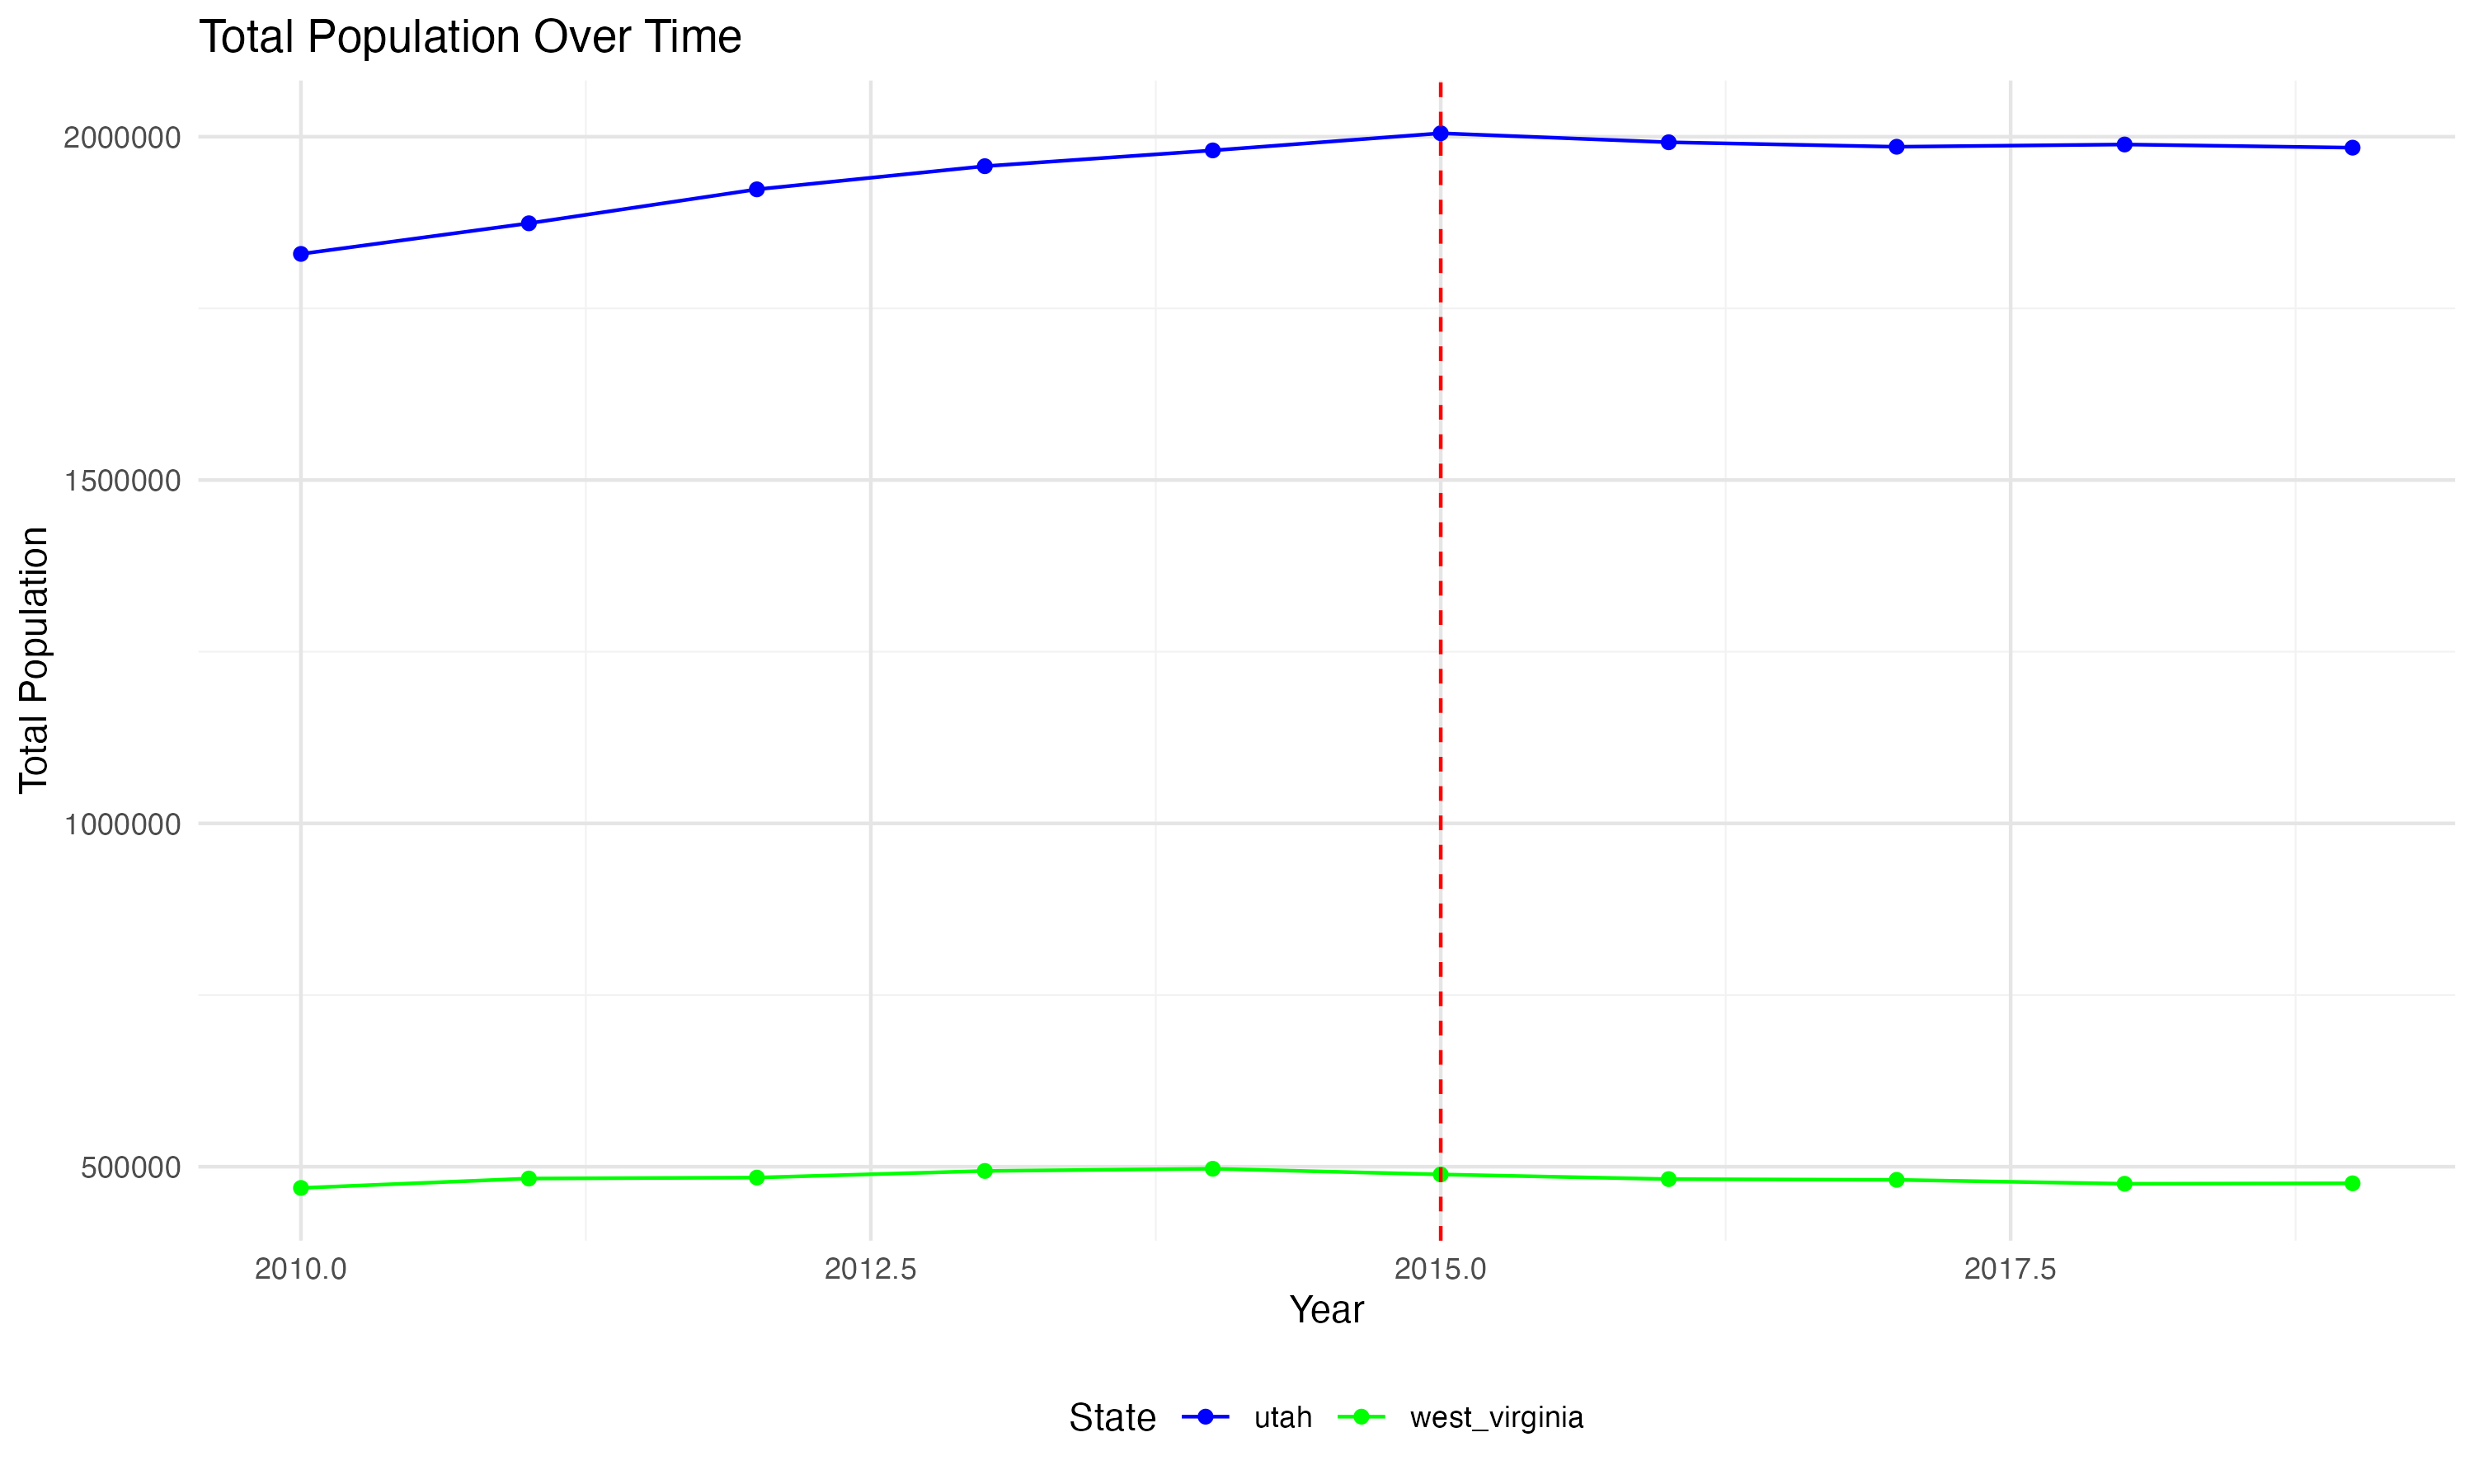 Total Population Over Time
Total Population
2000000
1500000
1000000
500000
2010.0 2012.5 2015.0 2017.5
Year
State utah west_virginia